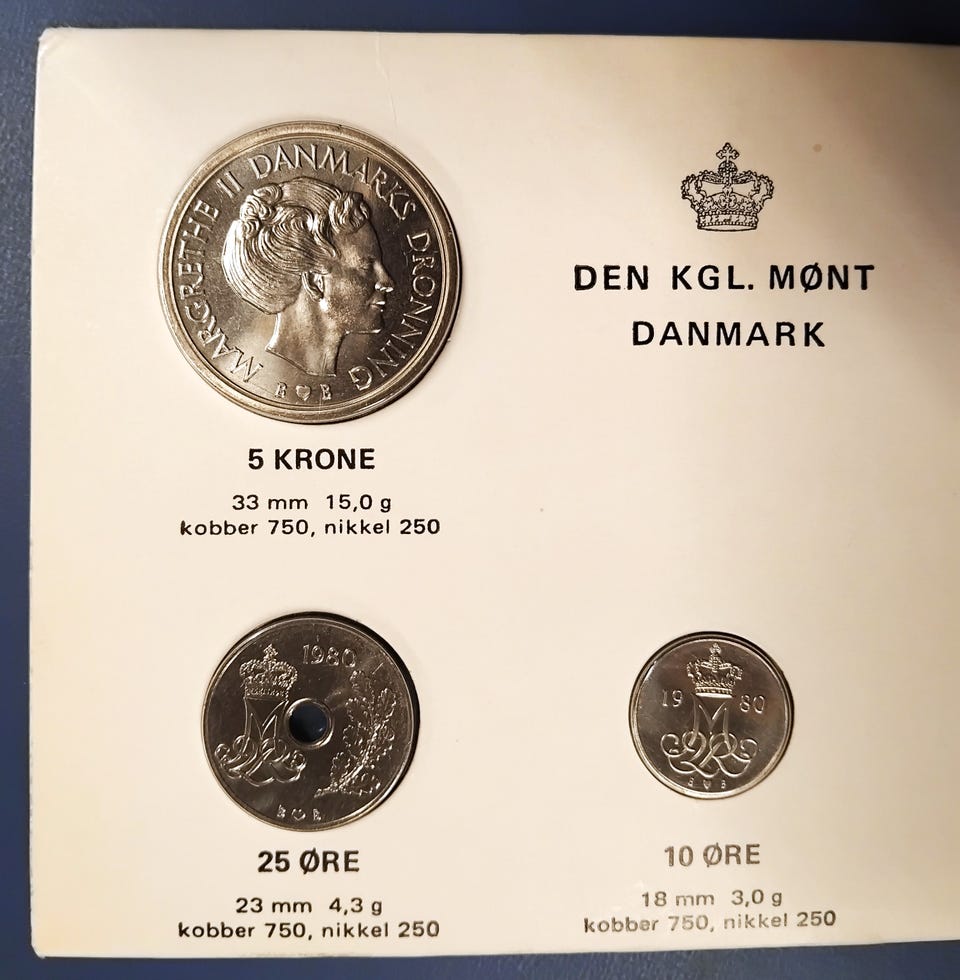 MARGRETHE II DANMARKS DRONNING
B ♥ B
DEN KGL. MØNT
DANMARK
5 KRONE
33 mm 15,0 g
kobber 750, nikkel 250
1980
B ♥ B
25 ØRE
23 mm 4,3 g
kobber 750, nikkel 250
19 80
B ♥ B
10 ØRE
18 mm 3,0 g
kobber 750, nikkel 250